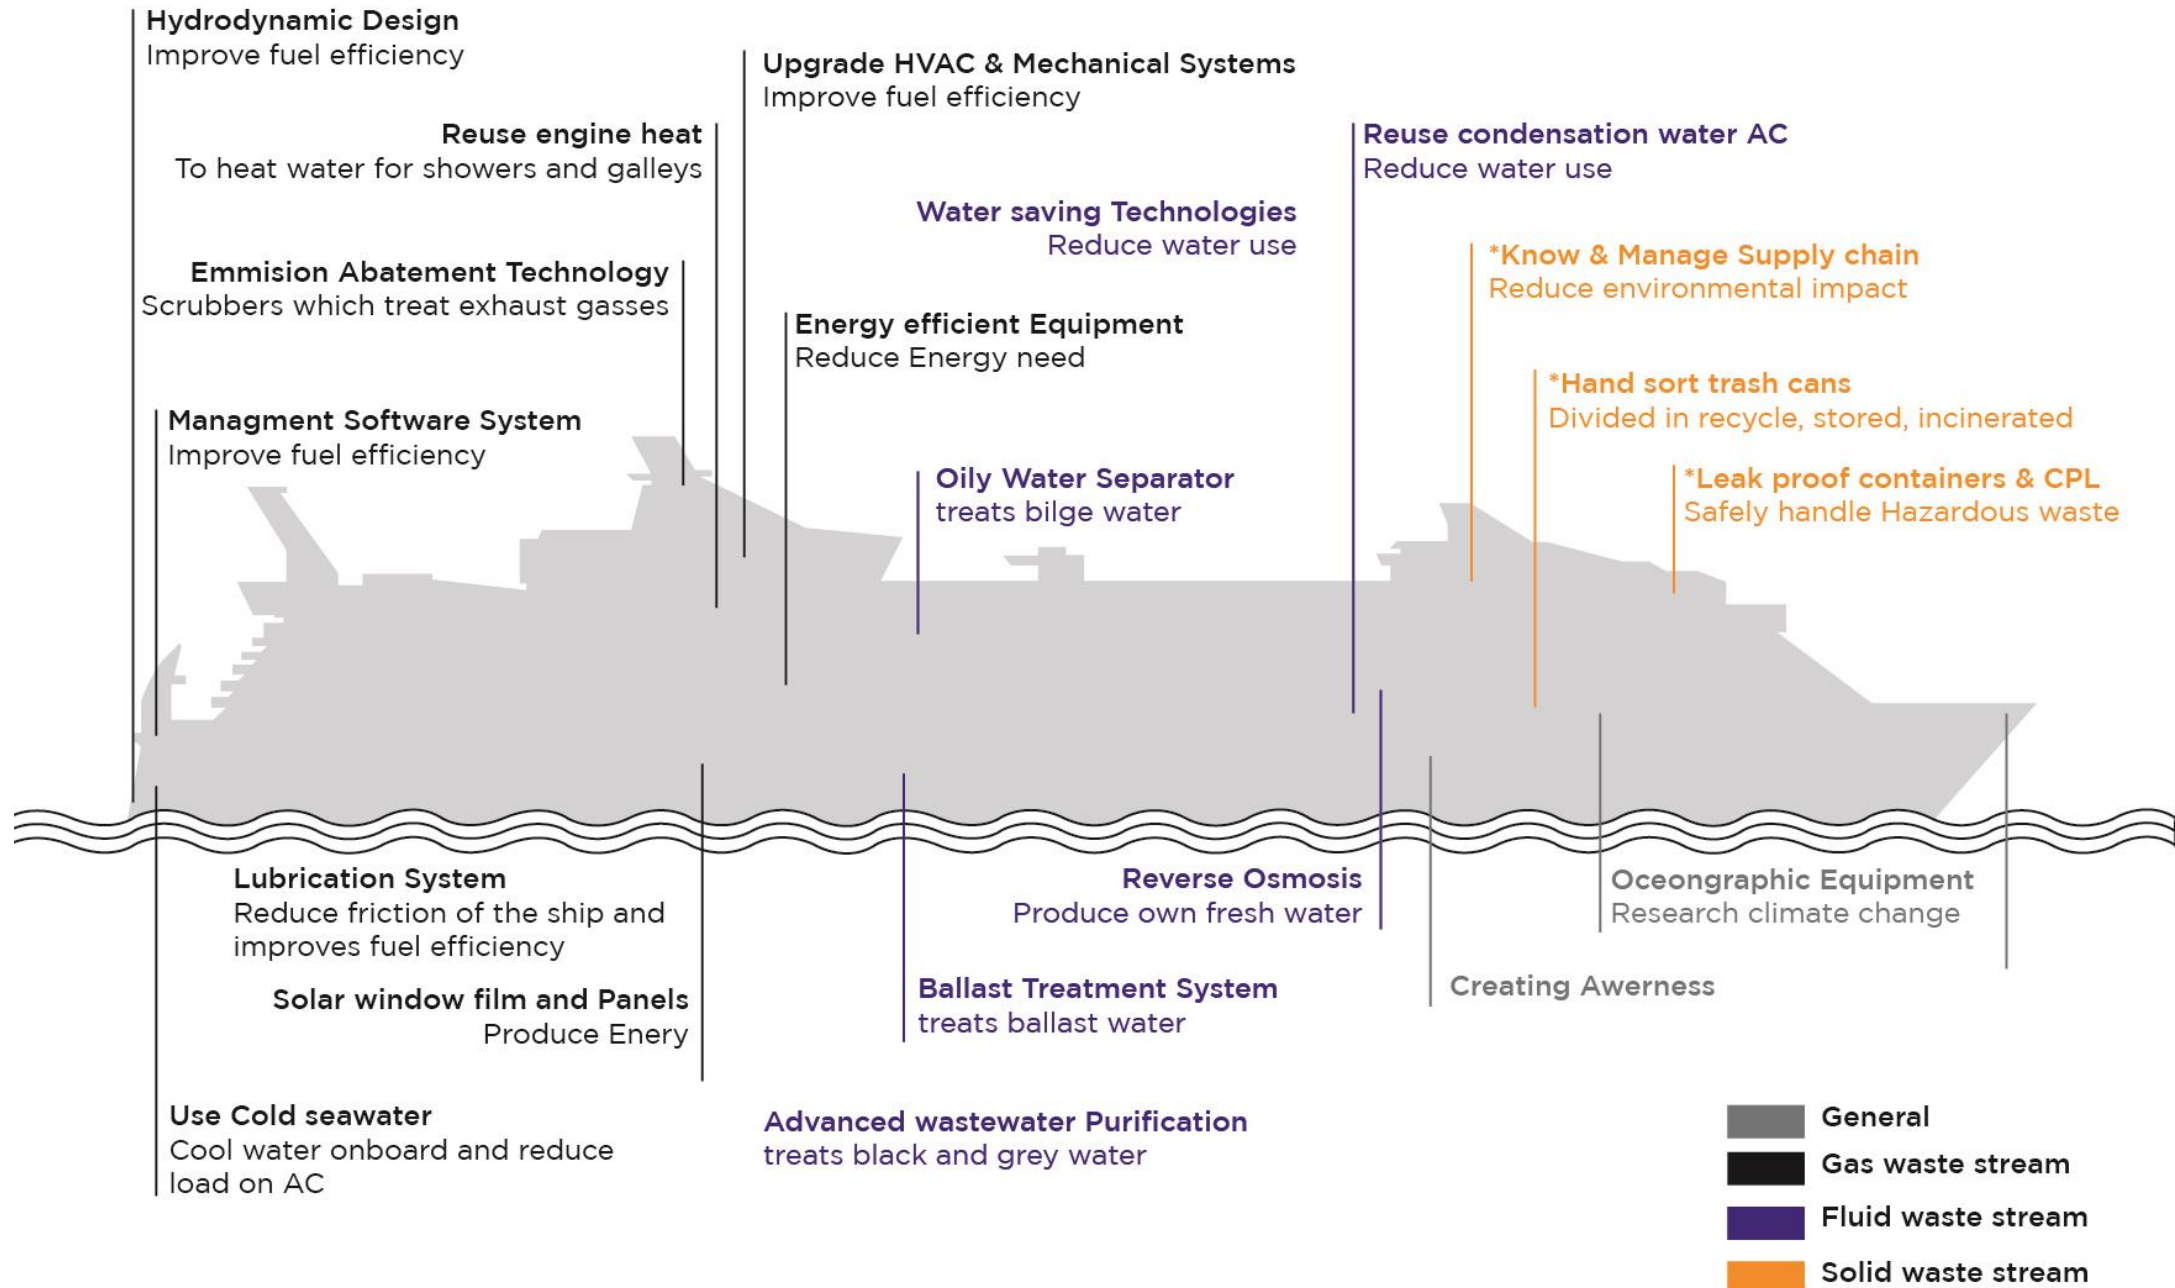 Hydrodynamic Design
Improve fuel efficiency
Upgrade HVAC & Mechanical Systems
Improve fuel efficiency
Reuse engine heat
To heat water for showers and galleys
Reuse condensation water AC
Reduce water use
Water saving Technologies
Reduce water use
*Know & Manage Supply chain
Reduce environmental impact
Emmision Abatement Technology
Scrubbers which treat exhaust gasses
Energy efficient Equipment
Reduce Energy need
*Hand sort trash cans
Divided in recycle, stored, incinerated
Managment Software System
Improve fuel efficiency
Oily Water Separator
treats bilge water
*Leak proof containers & CPL
Safely handle Hazardous waste
Lubrication System
Reduce friction of the ship and
improves fuel efficiency
Reverse Osmosis
Produce own fresh water
Oceongraphic Equipment
Research climate change
Solar window film and Panels
Produce Enery
Ballast Treatment System
treats ballast water
Creating Awerness
Use Cold seawater
Cool water onboard and reduce
load on AC
Advanced wastewater Purification
treats black and grey water
General
Gas waste stream
Fluid waste stream
Solid waste stream